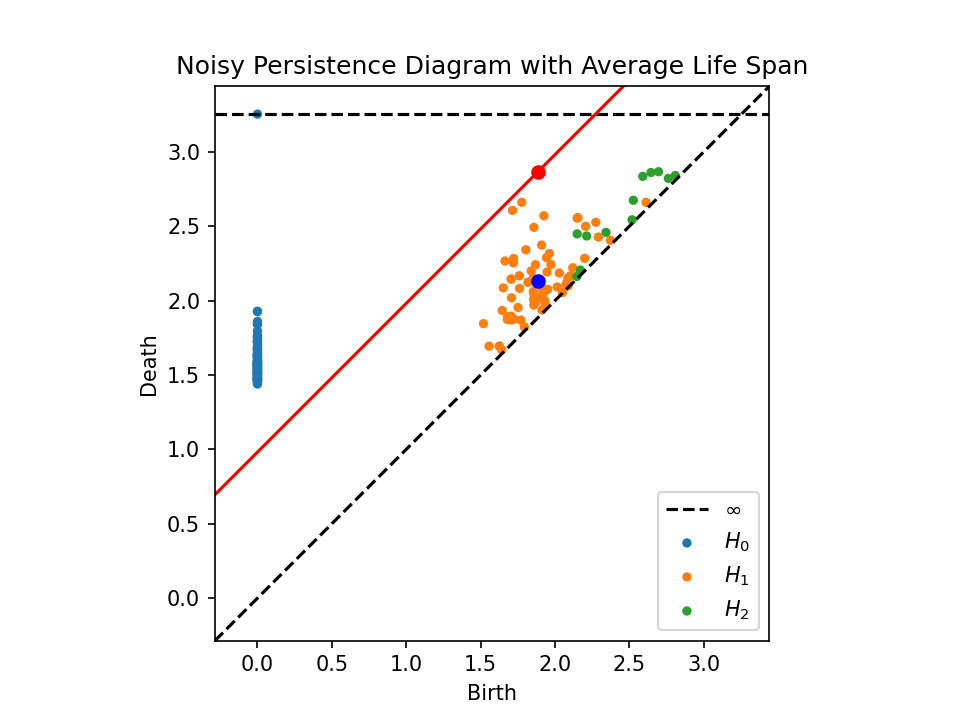 Noisy Persistence Diagram with Average Life Span
3.0
2.5
2.0
1.5
1.0
0.5
0.0
Death
∞
H₀
H₁
H₂
0.0 0.5 1.0 1.5 2.0 2.5 3.0
Birth